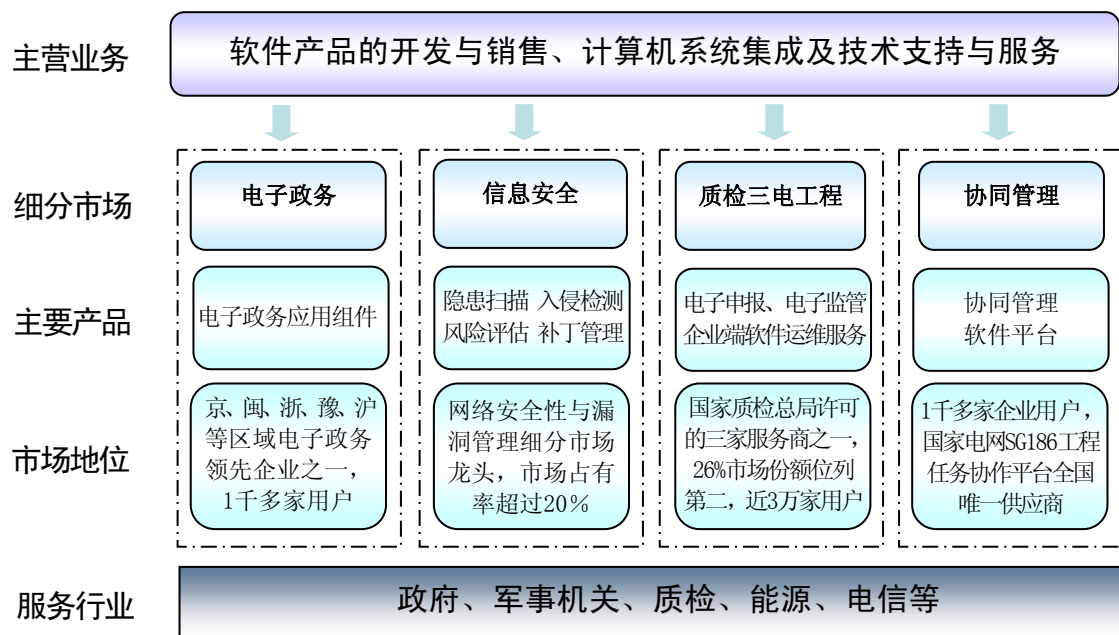 主营业务
软件产品的开发与销售、计算机系统集成及技术支持与服务
细分市场
电子政务
信息安全
质检三电工程
协同管理
主要产品
电子政务应用组件
隐患扫描 入侵检测
风险评估 补丁管理
电子申报、电子监管
企业端软件运维服务
协同管理
软件平台
市场地位
京、闽、浙、豫、沪
等区域电子政务
领先企业之一，
1千多家用户
网络安全性与漏
洞管理细分市场
龙头，市场占有
率超过20%
国家质检总局许可
的三家服务商之一，
26%市场份额位列
第二，近3万家用户
1千多家企业用户，
国家电网SG186工程
任务协作平台全国
唯一供应商
服务行业
政府、军事机关、质检、能源、电信等